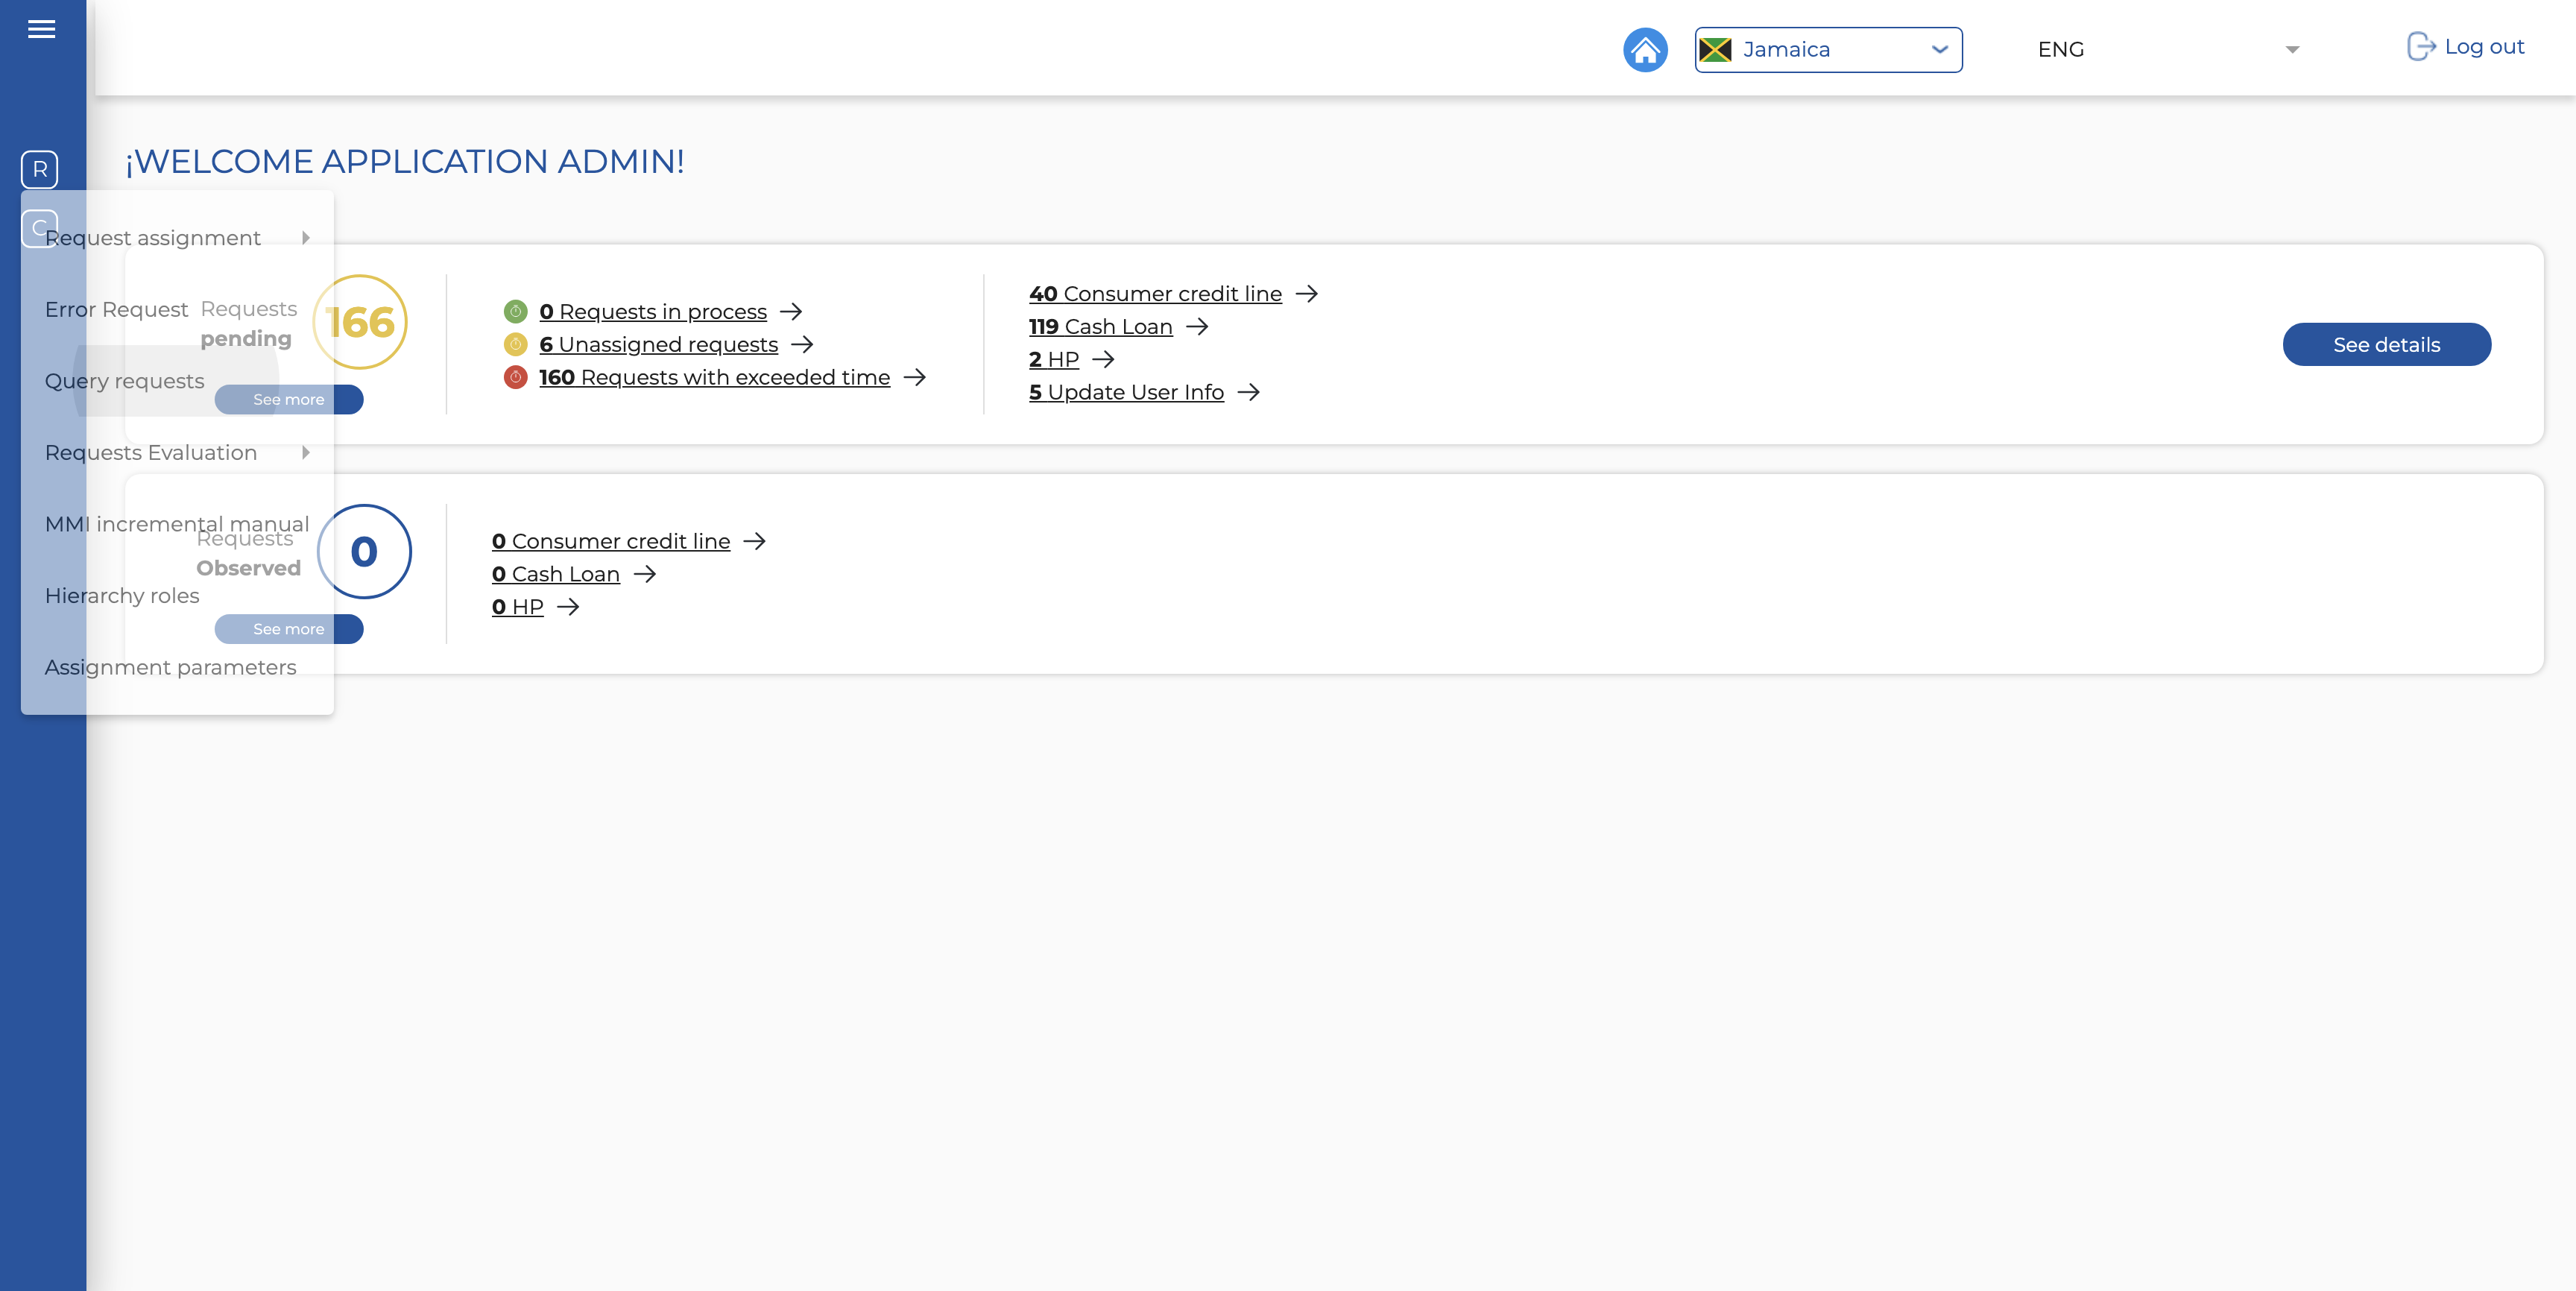 Jamaica
ENG
Log out
¡WELCOME APPLICATION ADMIN!
R
C
Request assignment
Error Request
Query requests
Requests Evaluation
MMI incremental manual
Hierarchy roles
Assignment parameters
Requests
pending
166
See more
0 Requests in process
6 Unassigned requests
160 Requests with exceeded time
40 Consumer credit line
119 Cash Loan
2 HP
5 Update User Info
See details
Requests
Observed
0
See more
0 Consumer credit line
0 Cash Loan
0 HP